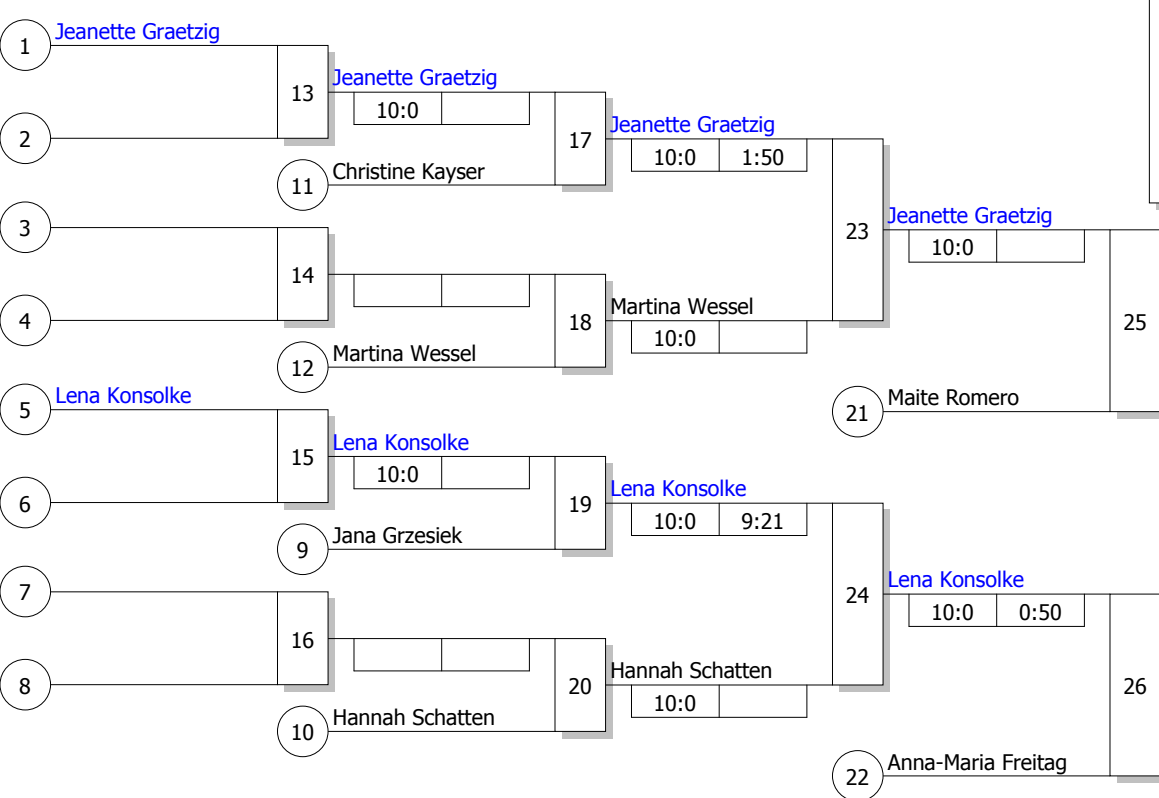 1 Jeanette Graetzig
13 Jeanette Graetzig
10:0
2
17 Jeanette Graetzig
10:0 1:50
11 Christine Kayser
3
23 Jeanette Graetzig
10:0
14
4
18 Martina Wessel
10:0
25
12 Martina Wessel
5 Lena Konsolke
21 Maite Romero
15 Lena Konsolke
10:0
6
19 Lena Konsolke
10:0 9:21
9 Jana Grzesiek
7
24 Lena Konsolke
10:0 0:50
16
8
20 Hannah Schatten
10:0
26
10 Hannah Schatten
22 Anna-Maria Freitag